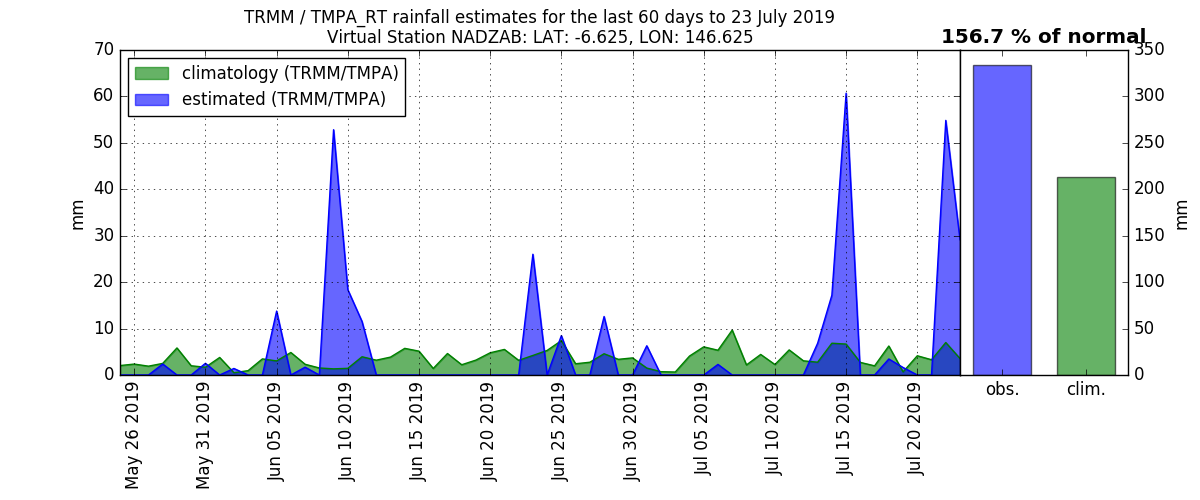 TRMM / TMPA_RT rainfall estimates for the last 60 days to 23 July 2019
Virtual Station NADZAB: LAT: -6.625, LON: 146.625
156.7 % of normal
climatology (TRMM/TMPA)
estimated (TRMM/TMPA)
70
60
50
40
30
20
10
0
mm
May 26 2019
May 31 2019
Jun 05 2019
Jun 10 2019
Jun 15 2019
Jun 20 2019
Jun 25 2019
Jun 30 2019
Jul 05 2019
Jul 10 2019
Jul 15 2019
Jul 20 2019
obs.
clim.
350
300
250
200
150
100
50
0
mm